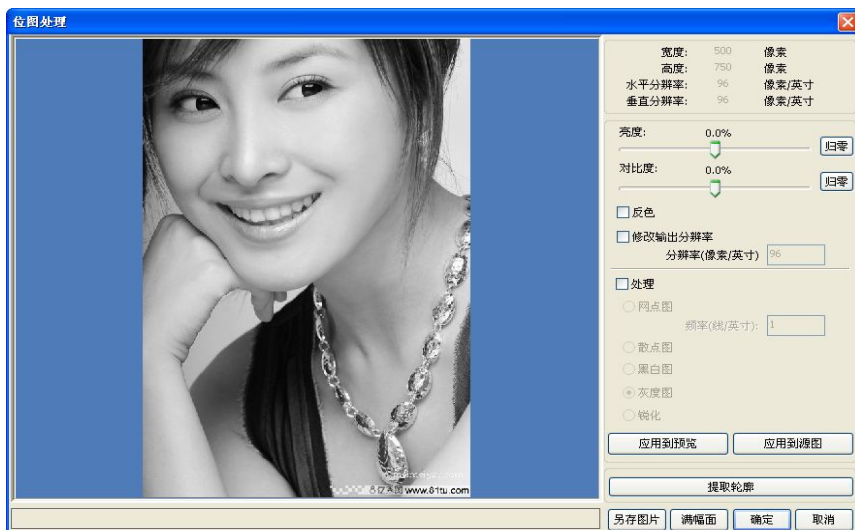 位图处理
宽度: 500 像素
高度: 750 像素
水平分辨率: 96 像素/英寸
垂直分辨率: 96 像素/英寸
亮度: 0.0% 归零
对比度: 0.0% 归零
反色
修改输出分辨率
分辨率(像素/英寸) 96
处理
网点图
频率(线/英寸): 1
散点图
黑白图
灰度图
锐化
应用到预览 应用到源图
提取轮廓
www.81tu.com
另存图片 满幅面 确定 取消